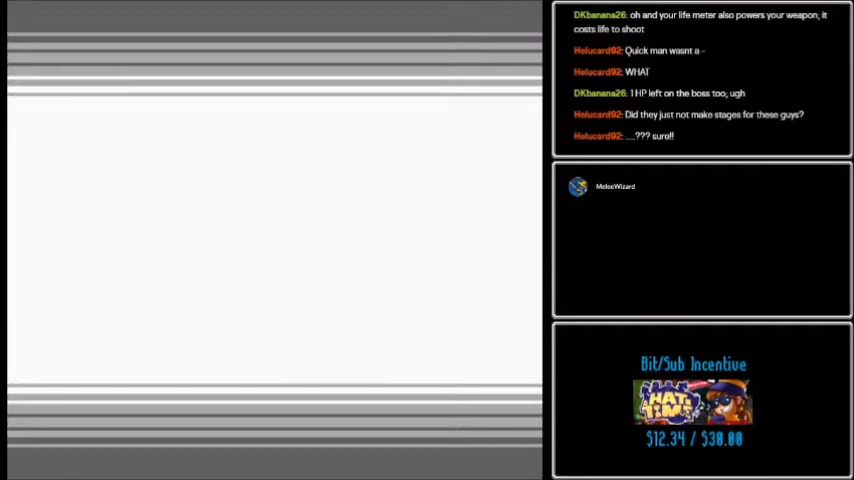 DKbanana26: oh and your life meter also powers your weapon, it
costs life to shoot
Helucard92: Quick man wasnt a -
Helucard92: WHAT
DKbanana26: 1HP left on the boss too, ugh
Helucard92: Did they just not make stages for these guys?
Helucard92: ....??? sure!!
MeleeWizard
Bit/Sub Incentive
HAT
TIME
$12.34 / $30.00